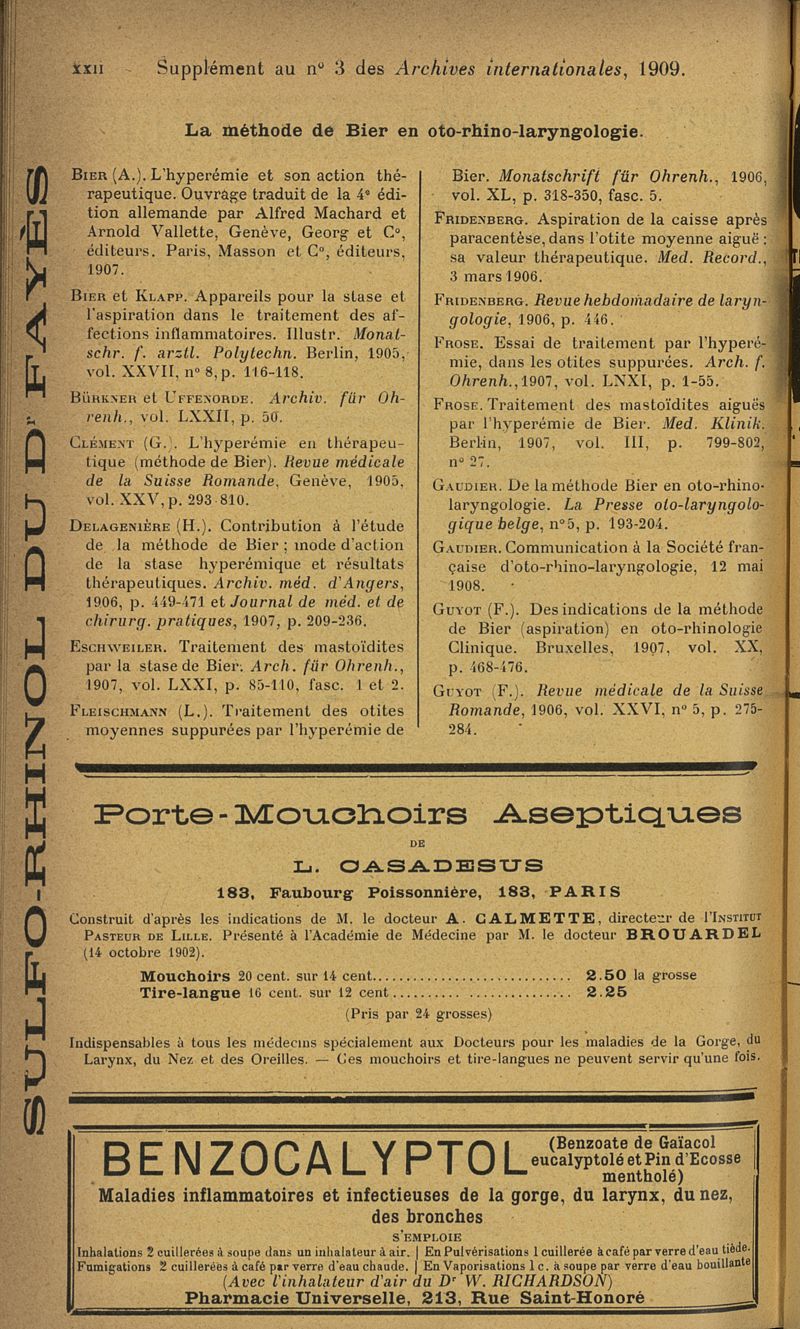 xxii - Supplément au nº 3 des Archives internationales, 1909.
La méthode de Bier en oto-rhino-laryngologie.
Bier (A.). L'hyperémie et son action thé-
rapeutique. Ouvrage traduit de la 4e édi-
tion allemande par Alfred Machard et
Arnold Vallette, Genève, Georg et Co,
éditeurs. Paris, Masson et Co, éditeurs,
1907.
Bier et Klapp. Appareils pour la stase et
l'aspiration dans le traitement des af-
fections inflammatoires. Illustr. Monat-
schr. f. arztl. Polytechn. Berlin, 1905,
vol. XXVII, nº 8, p. 116-118.
Bürkner et Uffenorde. Archiv. für Oh-
renh., vol. LXXII, p. 50.
Clément (G.). L'hyperémie en thérapeu-
tique (méthode de Bier). Revue médicale
de la Suisse Romande, Genève, 1905,
vol. XXV, p. 293-810.
Delagenière (H.). Contribution à l'étude
de la méthode de Bier ; mode d'action
de la stase hyperémique et résultats
thérapeutiques. Archiv. méd. d'Angers,
1906, p. 449-471 et Journal de méd. et de
chirurg. pratiques, 1907, p. 209-236.
Eschweiler. Traitement des mastoïdites
par la stase de Bier. Arch. für Ohrenh.,
1907, vol. LXXI, p. 85-110, fasc. 1 et 2.
Fleischmann (L.). Traitement des otites
moyennes suppurées par l'hyperémie de
Bier. Monatschrift für Ohrenh., 1906,
vol. XL, p. 318-350, fasc. 5.
Fridenberg. Aspiration de la caisse après
paracentèse, dans l'otite moyenne aiguë :
sa valeur thérapeutique. Med. Record.,
3 mars 1906.
Fridenberg. Revue hebdomadaire de laryn-
gologie, 1906, p. 446.
Frose. Essai de traitement par l'hyperé-
mie, dans les otites suppurées. Arch. f.
Ohrenh., 1907, vol. LNXI, p. 1-55.
Frose. Traitement des mastoïdites aiguës
par l'hyperémie de Bier. Med. Klinik.
Berlin, 1907, vol. III, p. 799-802,
nº 27.
Gaudier. De la méthode Bier en oto-rhino-
laryngologie. La Presse oto-laryngolo-
gique belge, nº 5, p. 193-204.
Gaudier. Communication à la Société fran-
çaise d'oto-rhino-laryngologie, 12 mai
1908.
Guyot (F.). Des indications de la méthode
de Bier (aspiration) en oto-rhinologie
Clinique. Bruxelles, 1907, vol. XX,
p. 468-476.
Guyot (F.). Revue médicale de la Suisse
Romande, 1906, vol. XXVI, nº 5, p. 275-
284.
SULFO-RHINOL DU Dr FAYES
Porte-Mouchoirs Aseptiques
DE
L. CASADESUS
183, Faubourg Poissonnière, 183, PARIS
Construit d'après les indications de M. le docteur A. CALMETTE, directeur de l'Institut
Pasteur de Lille. Présenté à l'Académie de Médecine par M. le docteur BROUARDEL
(14 octobre 1902).
Mouchoirs 20 cent. sur 14 cent............................ 2.50 la grosse
Tire-langue 16 cent. sur 12 cent............................ 2.25
(Pris par 24 grosses)
Indispensables à tous les médecins spécialement aux Docteurs pour les maladies de la Gorge, du
Larynx, du Nez et des Oreilles. — Ces mouchoirs et tire-langues ne peuvent servir qu'une fois.
BENZOCALYPTOL (Benzoate de Gaïacol
eucalyptolé et Pin d'Ecosse
mentholé)
Maladies inflammatoires et infectieuses de la gorge, du larynx, du nez,
des bronches
S'EMPLOIE
Inhalations 2 cuillerées à soupe dans un inhalateur à air. | En Pulvérisations 1 cuillerée à café par verre d'eau tiède.
Fumigations 2 cuillerées à café par verre d'eau chaude. | En Vaporisations 1 c. à soupe par verre d'eau bouillante
(Avec l'inhalateur d'air du Dr W. RICHARDSON)
Pharmacie Universelle, 213, Rue Saint-Honoré